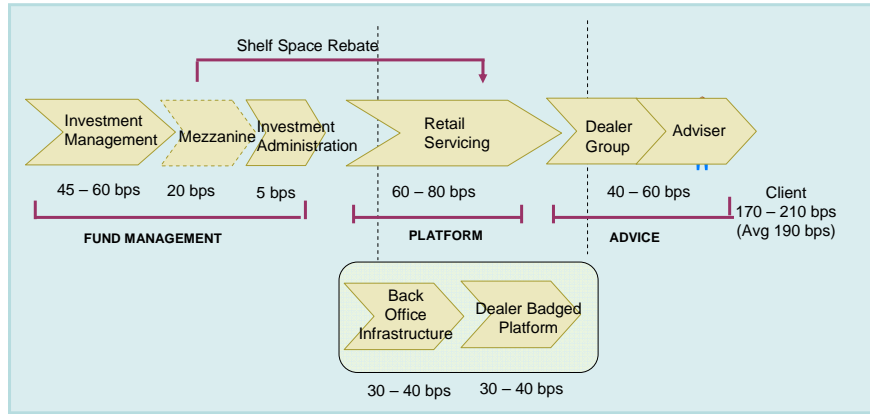 Shelf Space Rebate
Investment
Management
Mezzanine
Investment
Administration
Retail
Servicing
Dealer
Group
Adviser
45 – 60 bps
20 bps
5 bps
60 – 80 bps
40 – 60 bps
Client
170 – 210 bps
(Avg 190 bps)
FUND MANAGEMENT
PLATFORM
ADVICE
Back
Office
Infrastructure
Dealer Badged
Platform
30 – 40 bps
30 – 40 bps